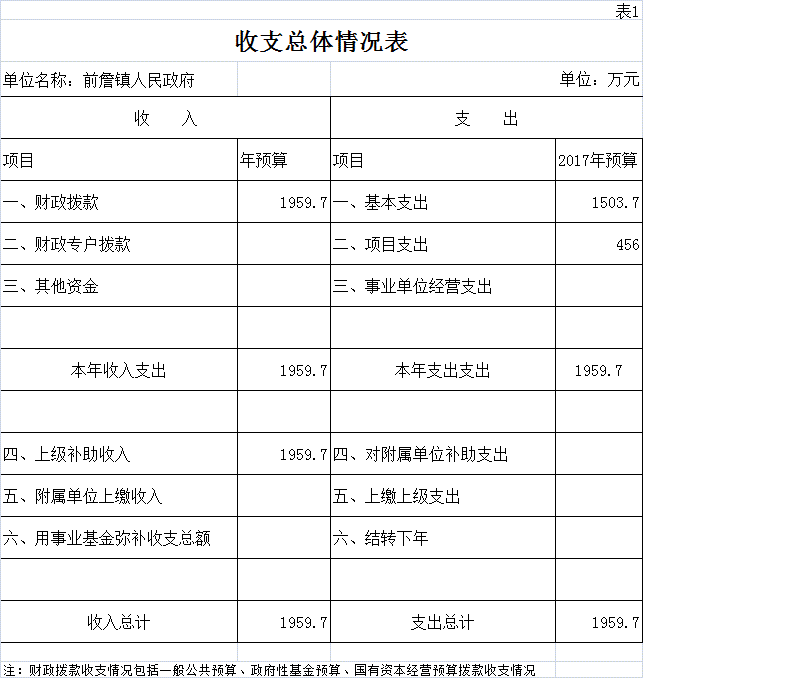 表1
收支总体情况表
单位名称：前詹镇人民政府 单位：万元
收 入 支 出
项目 年预算 项目 2017年预算
一、财政拨款 1959.7 一、基本支出 1503.7
二、财政专户拨款 二、项目支出 456
三、其他资金 三、事业单位经营支出
本年收入支出 1959.7 本年支出支出 1959.7
四、上级补助收入 1959.7 四、对附属单位补助支出
五、附属单位上缴收入 五、上缴上级支出
六、用事业基金弥补收支总额 六、结转下年
收入总计 1959.7 支出总计 1959.7
注：财政拨款收支情况包括一般公共预算、政府性基金预算、国有资本经营预算拨款收支情况